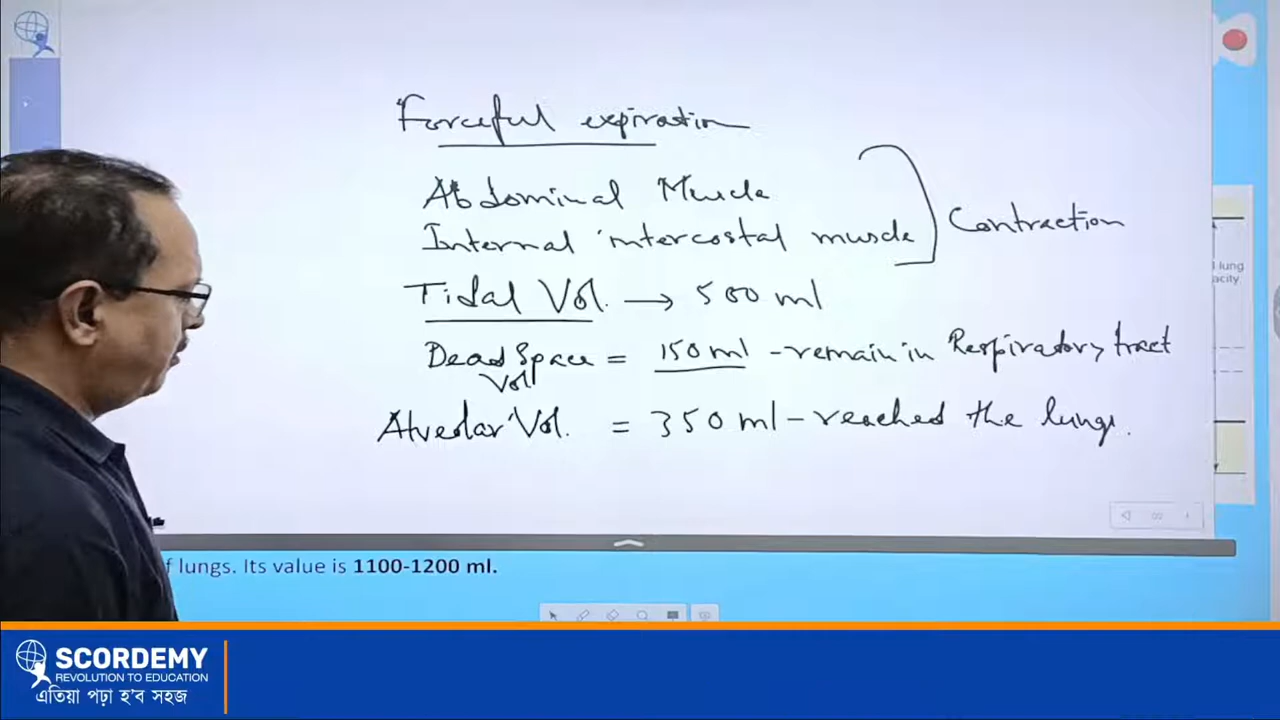 Forceful expiration
Abdominal Muscle
Internal intercostal muscle
Contraction
Tidal Vol. → 500 ml
Dead Space Vol = 150 ml - remain in Respiratory tract
Alveolar Vol. = 350 ml - reached the lungs.
lung
acity
f lungs. Its value is 1100-1200 ml.
SCORDEMY
REVOLUTION TO EDUCATION
এতিয়া পঢ়া হ'ব সহজ